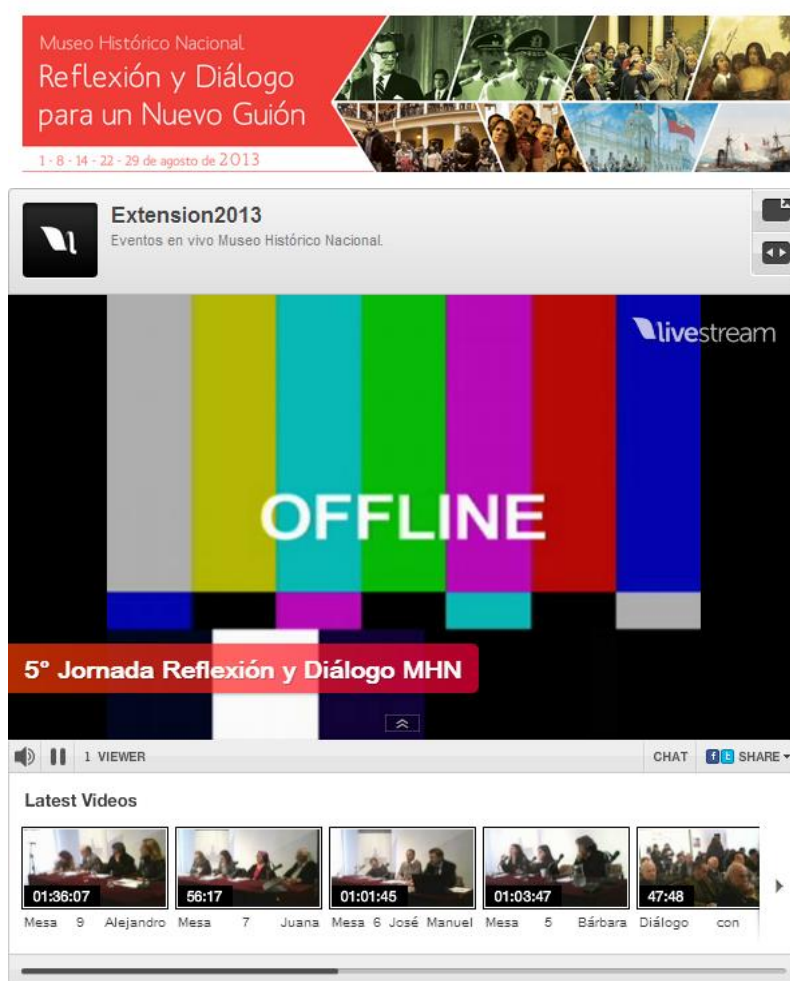 Museo Histórico Nacional
Reflexión y Diálogo
para un Nuevo Guión
1 - 8 - 14 - 22 - 29 de agosto de 2013
Extension2013
Eventos en vivo Museo Histórico Nacional.
livestream
OFFLINE
5° Jornada Reflexión y Diálogo MHN
1 VIEWER
CHAT
SHARE
Latest Videos
01:36:07
56:17
01:01:45
01:03:47
47:48
Mesa 9 Alejandro
Mesa 7 Juana
Mesa 6 José Manuel
Mesa 5 Bárbara
Diálogo con